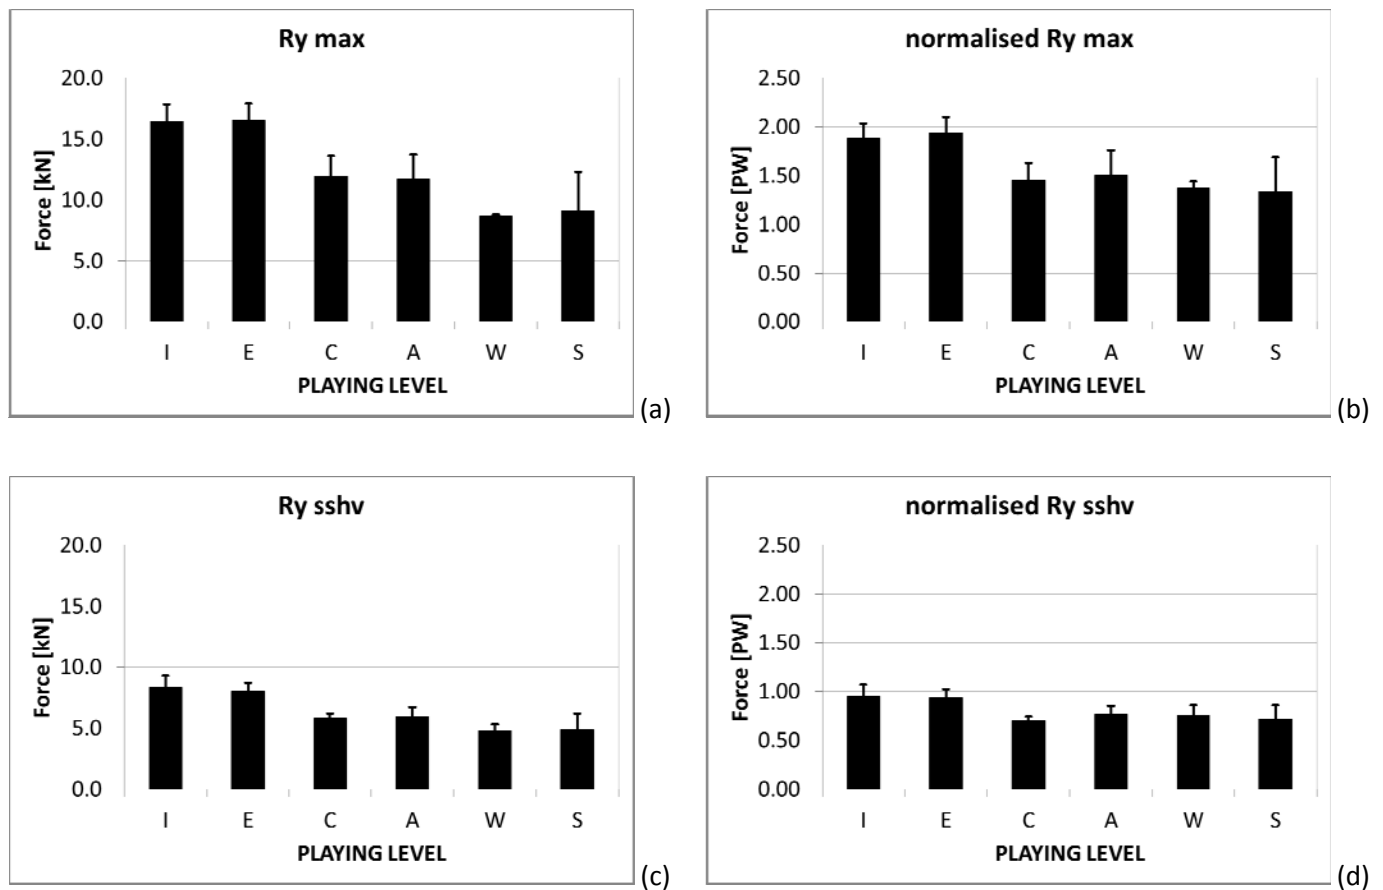 Ry max
20.0
15.0
10.0
5.0
0.0
Force [kN]
I E C A W S
PLAYING LEVEL
(a)
normalised Ry max
2.50
2.00
1.50
1.00
0.50
0.00
Force [PW]
I E C A W S
PLAYING LEVEL
(b)
Ry sshv
20.0
15.0
10.0
5.0
0.0
Force [kN]
I E C A W S
PLAYING LEVEL
(c)
normalised Ry sshv
2.50
2.00
1.50
1.00
0.50
0.00
Force [PW]
I E C A W S
PLAYING LEVEL
(d)